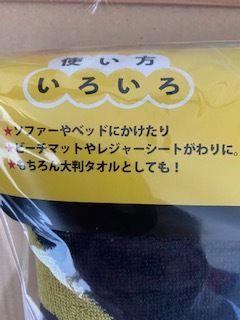 使い方
いろいろ
★ソファーやベッドにかけたり
★ビーチマットやレジャーシートがわりに。
★もちろん大判タオルとしても！